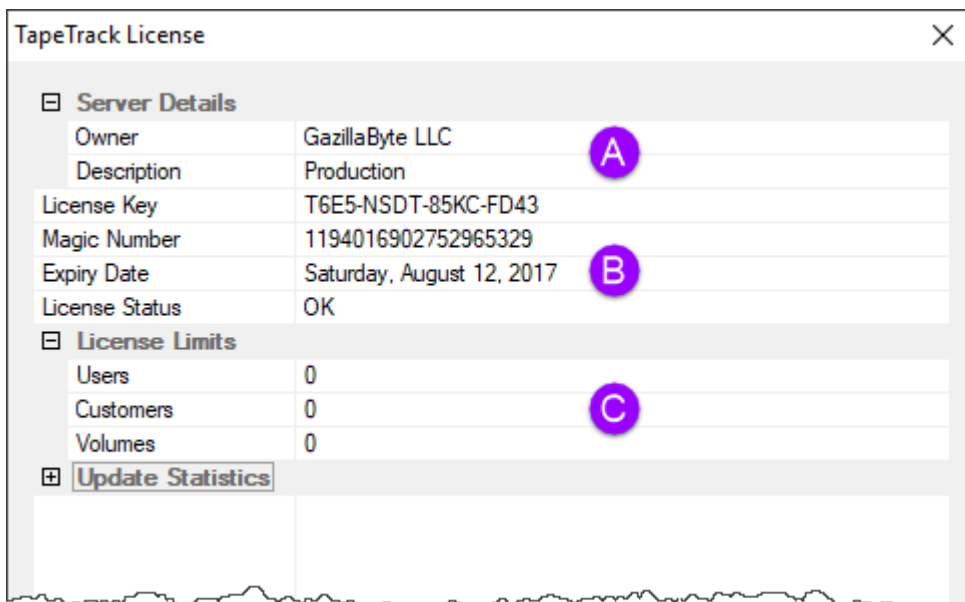 TapeTrack License
Server Details
Owner GazillaByte LLC
A
Description Production
License Key T6E5-NSDT-85KC-FD43
Magic Number 1194016902752965329
Expiry Date Saturday, August 12, 2017 B
License Status OK
License Limits
Users 0
Customers 0 C
Volumes 0
Update Statistics